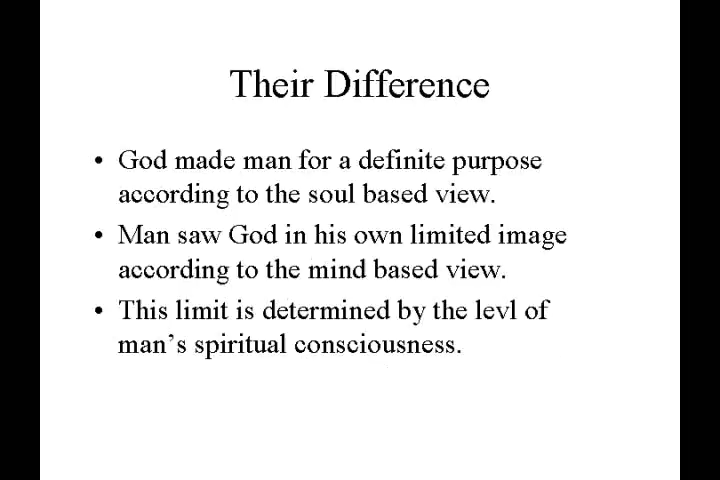 Their Difference
• God made man for a definite purpose
according to the soul based view.
• Man saw God in his own limited image
according to the mind based view.
• This limit is determined by the levl of
man’s spiritual consciousness.